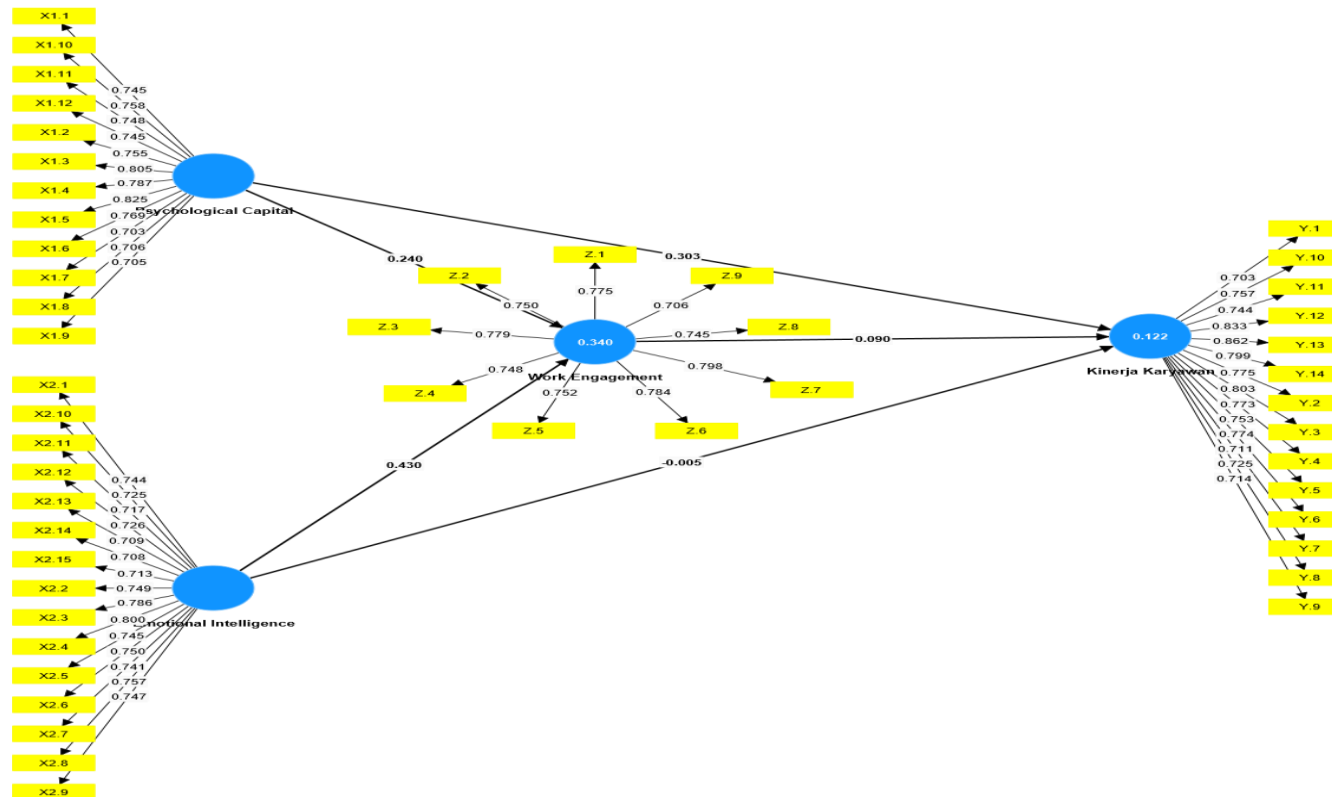 X1.1
X1.10
X1.11
X1.12
X1.2
X1.3
X1.4
X1.5
X1.6
X1.7
X1.8
X1.9
0.745
0.758
0.748
0.745
0.755
0.805
0.787
0.825
0.769
0.703
0.706
0.705
Psychological Capital
0.240
0.303
X2.1
X2.10
X2.11
X2.12
X2.13
X2.14
X2.15
X2.2
X2.3
X2.4
X2.5
X2.6
X2.7
X2.8
X2.9
0.744
0.725
0.717
0.726
0.709
0.708
0.713
0.749
0.786
0.800
0.745
0.750
0.741
0.757
0.747
Emotional Intelligence
0.430
-0.005
Z.1
Z.2
Z.9
Z.3
Z.8
Z.4
Z.7
Z.5
Z.6
0.775
0.750
0.706
0.779
0.745
0.748
0.798
0.752
0.784
0.340
Work Engagement
0.090
0.122
Kinerja Karyawan
0.703
0.757
0.744
0.833
0.862
0.799
0.775
0.803
0.773
0.753
0.774
0.711
0.725
0.714
Y.1
Y.10
Y.11
Y.12
Y.13
Y.14
Y.2
Y.3
Y.4
Y.5
Y.6
Y.7
Y.8
Y.9